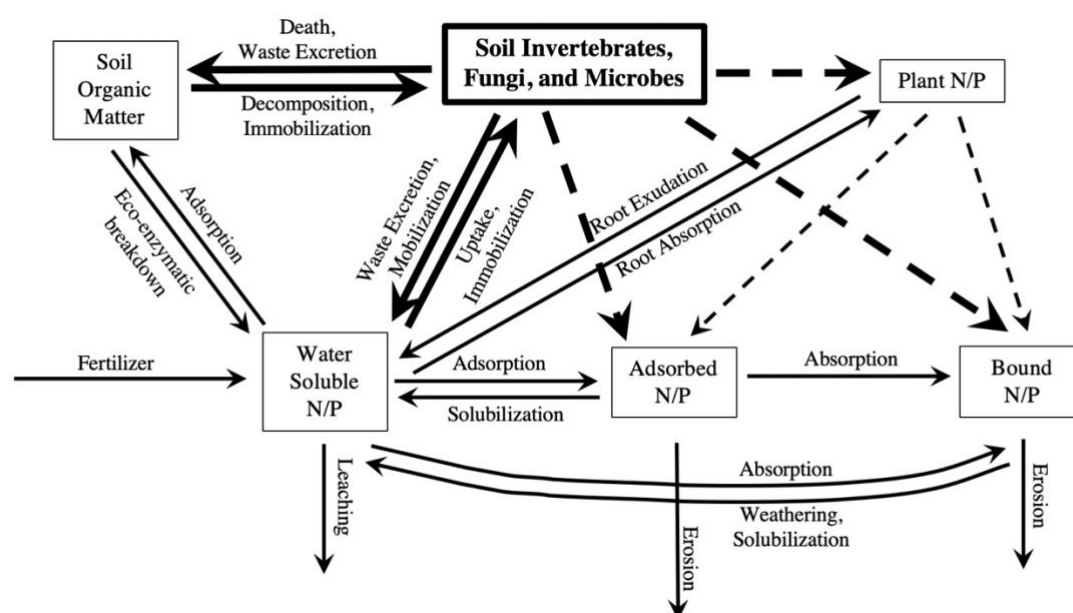 Death,
Waste Excretion
Soil Invertebrates,
Fungi, and Microbes
Soil
Organic
Matter
Decomposition,
Immobilization
Plant N/P
Adsorption
Eco-enzymatic
breakdown
Waste Excretion,
Mobilization
Uptake,
Immobilization
Root Exudation
Root Absorption
Fertilizer
Water
Soluble
N/P
Adsorption
Solubilization
Adsorbed
N/P
Absorption
Bound
N/P
Leaching
Absorption
Weathering,
Solubilization
Erosion
Erosion